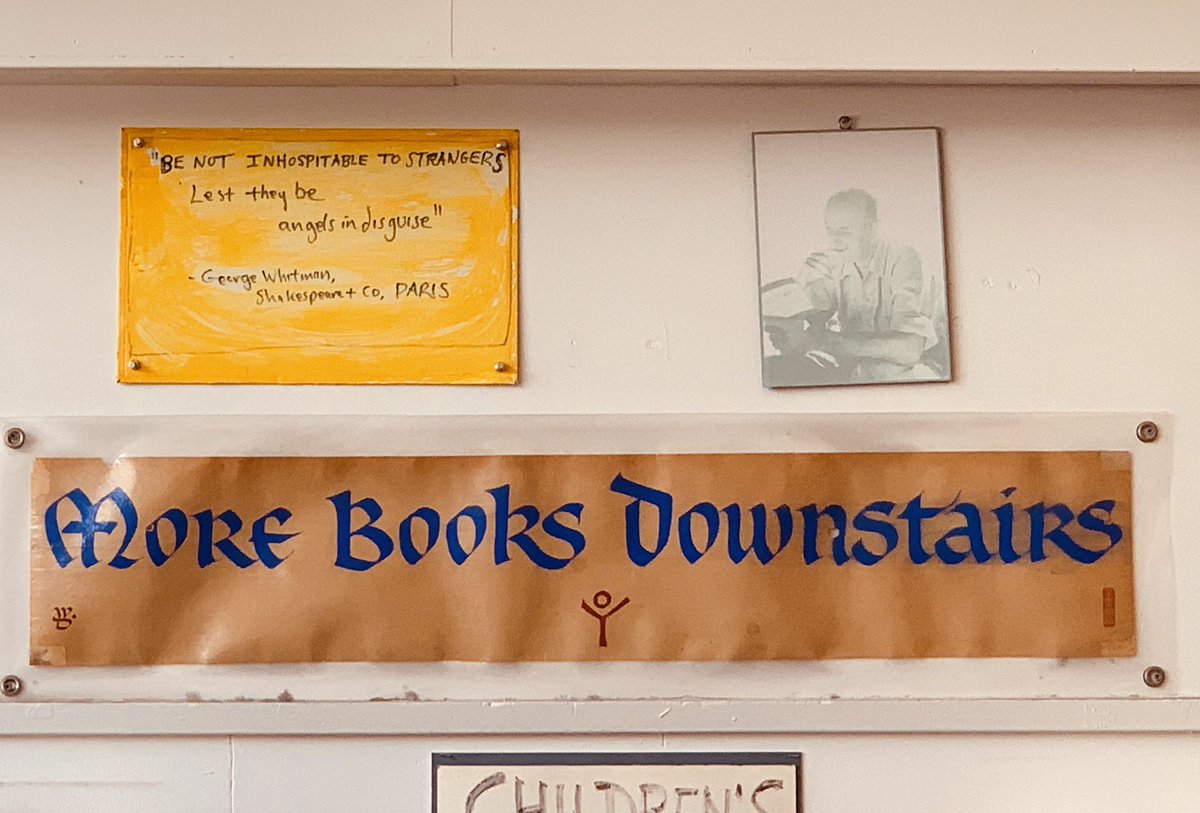 "BE NOT INHOSPITABLE TO STRANGERS
Lest they be
angels in disguise"
- George Whitman,
Shakespeare + Co, PARIS
More Books Downstairs
CHILDREN'S